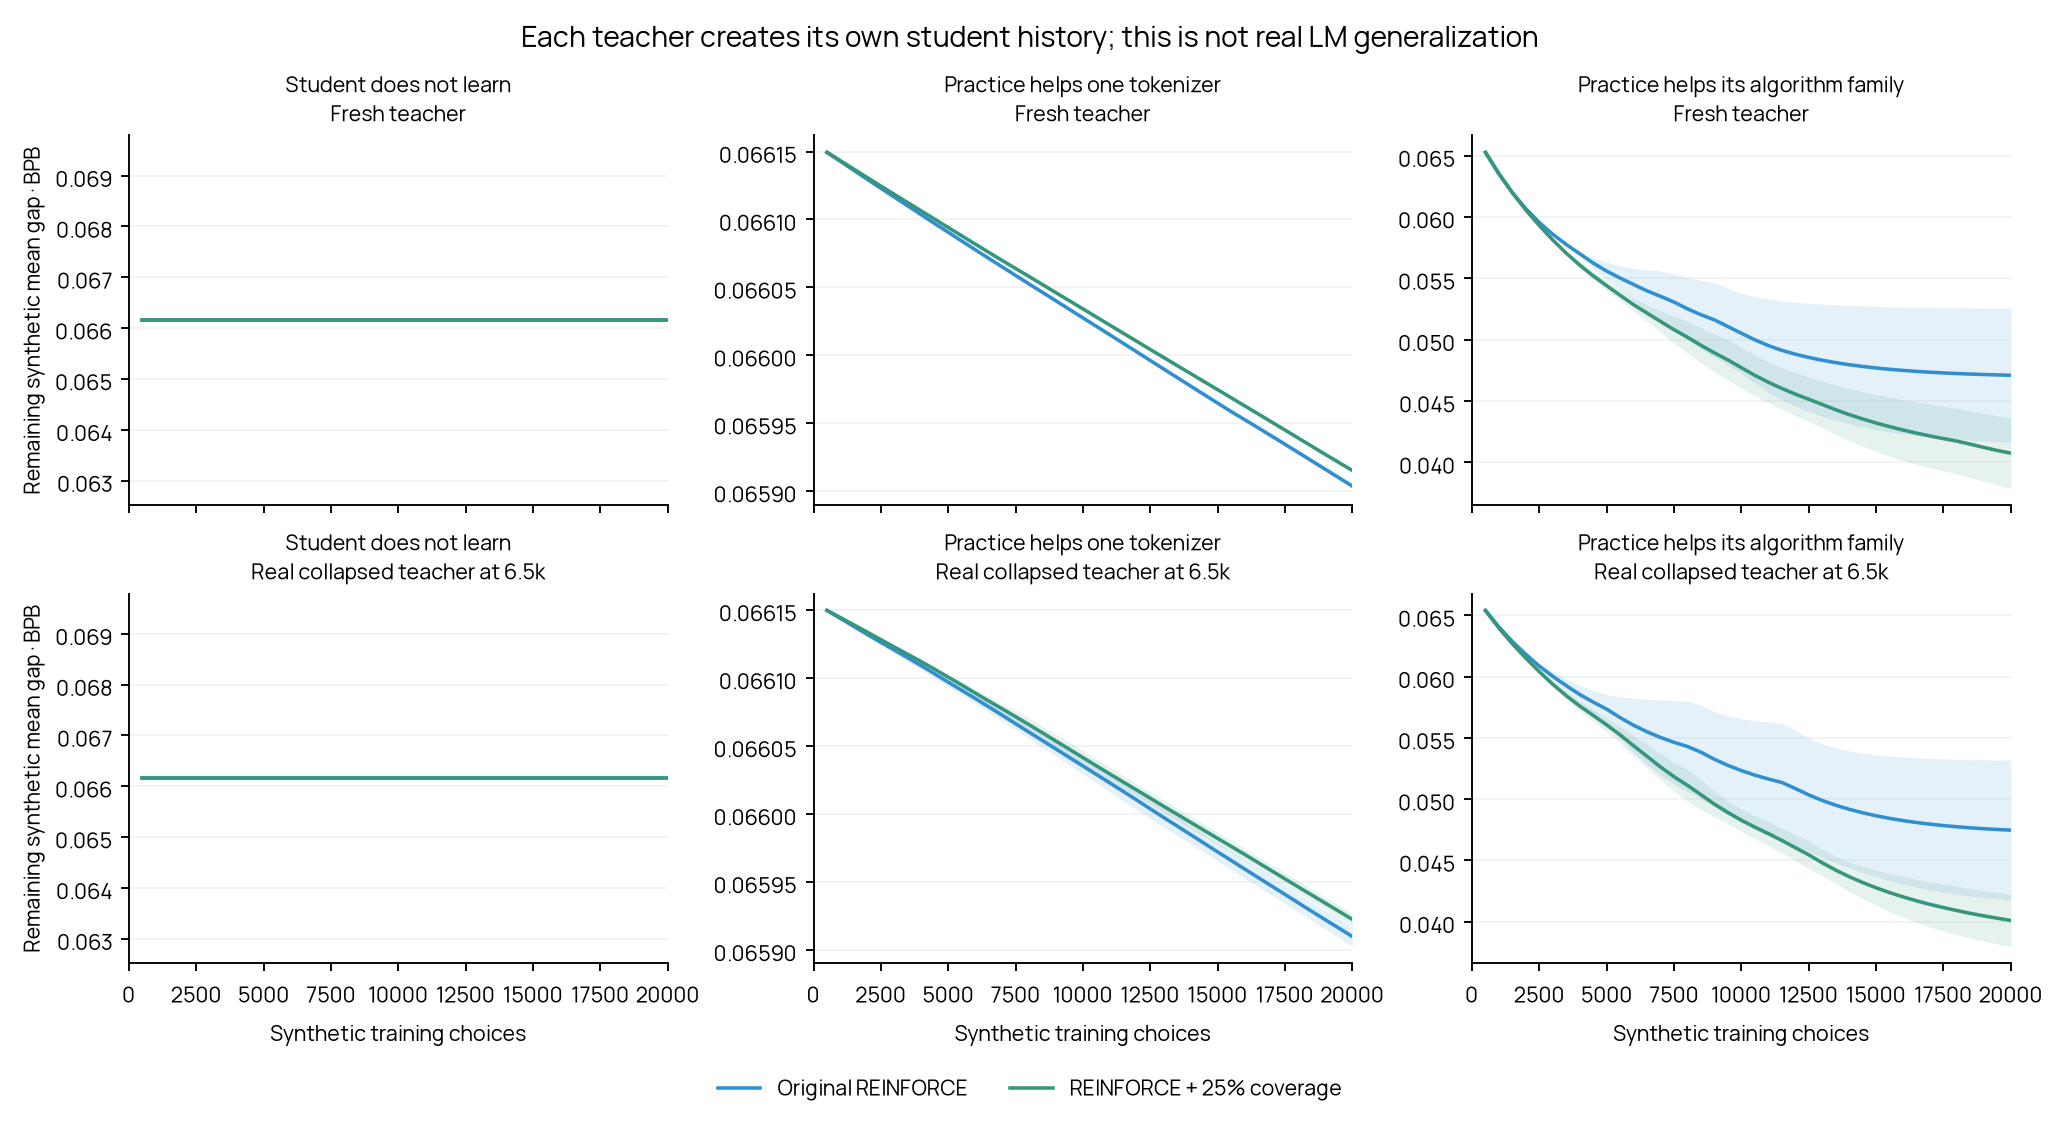 Each teacher creates its own student history; this is not real LM generalization
Student does not learn
Fresh teacher
Practice helps one tokenizer
Fresh teacher
Practice helps its algorithm family
Fresh teacher
Remaining synthetic mean gap · BPB
0.069
0.068
0.067
0.066
0.065
0.064
0.063
0.06615
0.06610
0.06605
0.06600
0.06595
0.06590
0.065
0.060
0.055
0.050
0.045
0.040
Student does not learn
Real collapsed teacher at 6.5k
Practice helps one tokenizer
Real collapsed teacher at 6.5k
Practice helps its algorithm family
Real collapsed teacher at 6.5k
Remaining synthetic mean gap · BPB
0.069
0.068
0.067
0.066
0.065
0.064
0.063
0 2500 5000 7500 10000 12500 15000 17500 20000
Synthetic training choices
0.06615
0.06610
0.06605
0.06600
0.06595
0.06590
0 2500 5000 7500 10000 12500 15000 17500 20000
Synthetic training choices
0.065
0.060
0.055
0.050
0.045
0.040
0 2500 5000 7500 10000 12500 15000 17500 20000
Synthetic training choices
Original REINFORCE
REINFORCE + 25% coverage